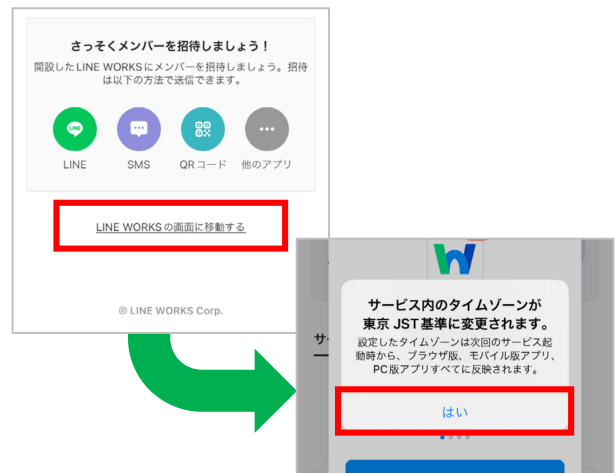 さっそくメンバーを招待しましょう！
開設したLINE WORKSにメンバーを招待しましょう。招待
は以下の方法で送信できます。
LINE
LINE
SMS
QRコード
他のアプリ
LINE WORKSの画面に移動する
© LINE WORKS Corp.
サービス内のタイムゾーンが
東京 JST基準に変更されます。
設定したタイムゾーンは次回のサービス起
動時から、ブラウザ版、モバイル版アプリ、
PC版アプリすべてに反映されます。
はい
サ